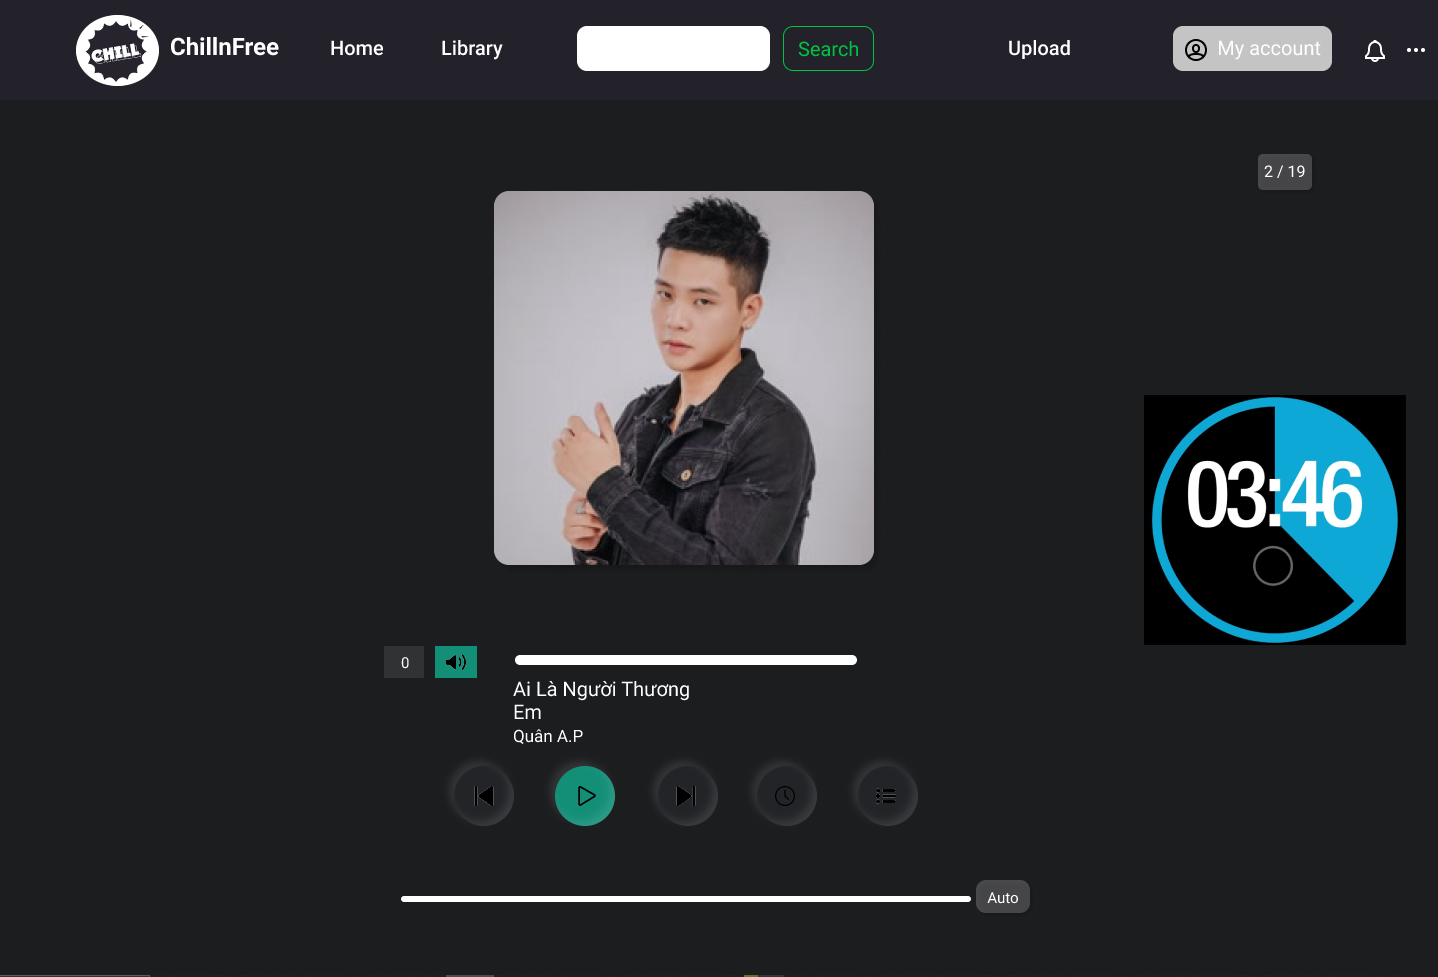 CHILL
ChillnFree
Home
Library
Search
Upload
My account
2 / 19
03:46
0
Ai Là Người Thương
Em
Quân A.P
Auto